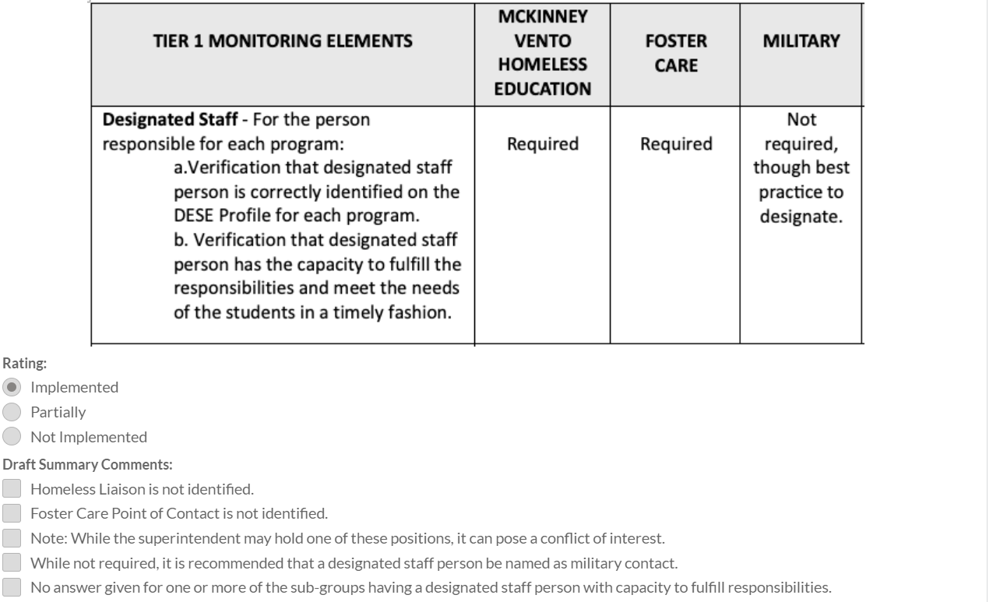 TIER 1 MONITORING ELEMENTS
MCKINNEY
VENTO
HOMELESS
EDUCATION
FOSTER
CARE
MILITARY
Designated Staff - For the person
responsible for each program:
a.Verification that designated staff
person is correctly identified on the
DESE Profile for each program.
b. Verification that designated staff
person has the capacity to fulfill the
responsibilities and meet the needs
of the students in a timely fashion.
Required
Required
Not
required,
though best
practice to
designate.
Rating:
Implemented
Partially
Not Implemented
Draft Summary Comments:
Homeless Liaison is not identified.
Foster Care Point of Contact is not identified.
Note: While the superintendent may hold one of these positions, it can pose a conflict of interest.
While not required, it is recommended that a designated staff person be named as military contact.
No answer given for one or more of the sub-groups having a designated staff person with capacity to fulfill responsibilities.